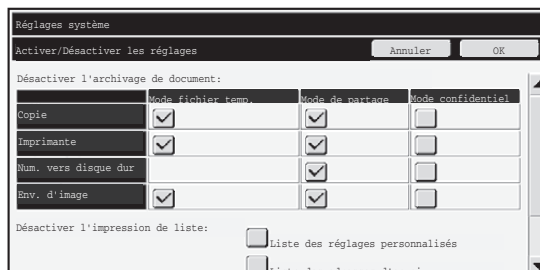 Réglages système
Activer/Désactiver les réglages Annuler OK
Désactiver l'archivage de document:
Mode fichier temp. Mode de partage Mode confidentiel
Copie
Imprimante
Num. vers disque dur
Env. d'image
Désactiver l'impression de liste:
Liste des réglages personnalisés